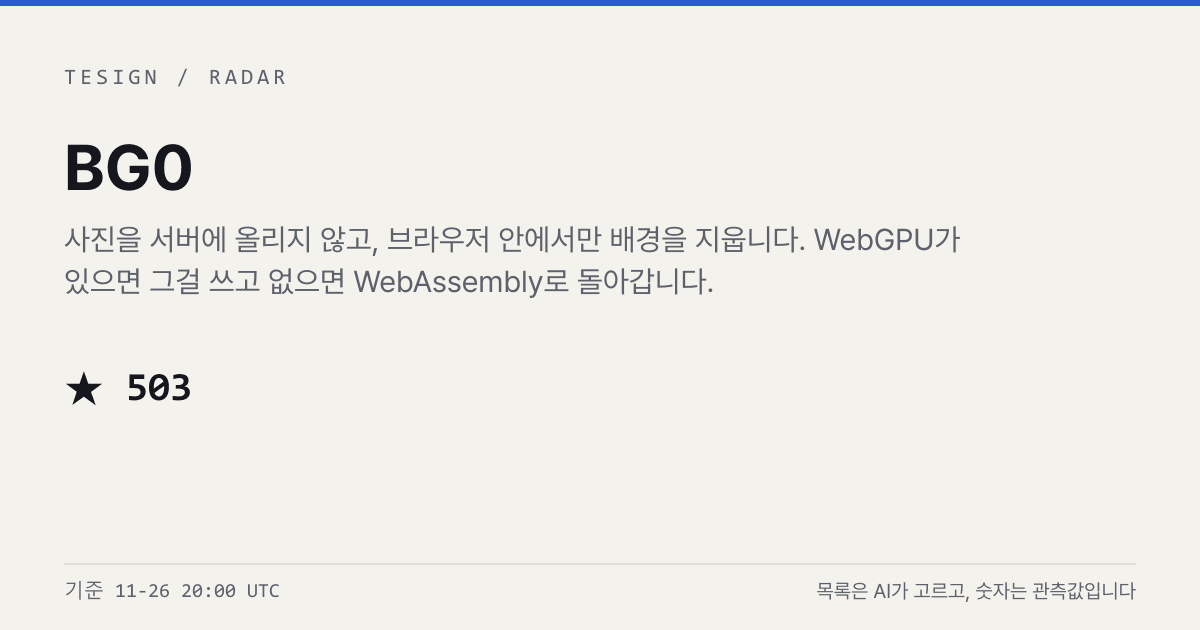 TESIGN / RADAR
BG0
사진을 서버에 올리지 않고, 브라우저 안에서만 배경을 지웁니다. WebGPU가
있으면 그걸 쓰고 없으면 WebAssembly로 돌아갑니다.
★ 503
기준 11-26 20:00 UTC
목록은 AI가 고르고, 숫자는 관측값입니다